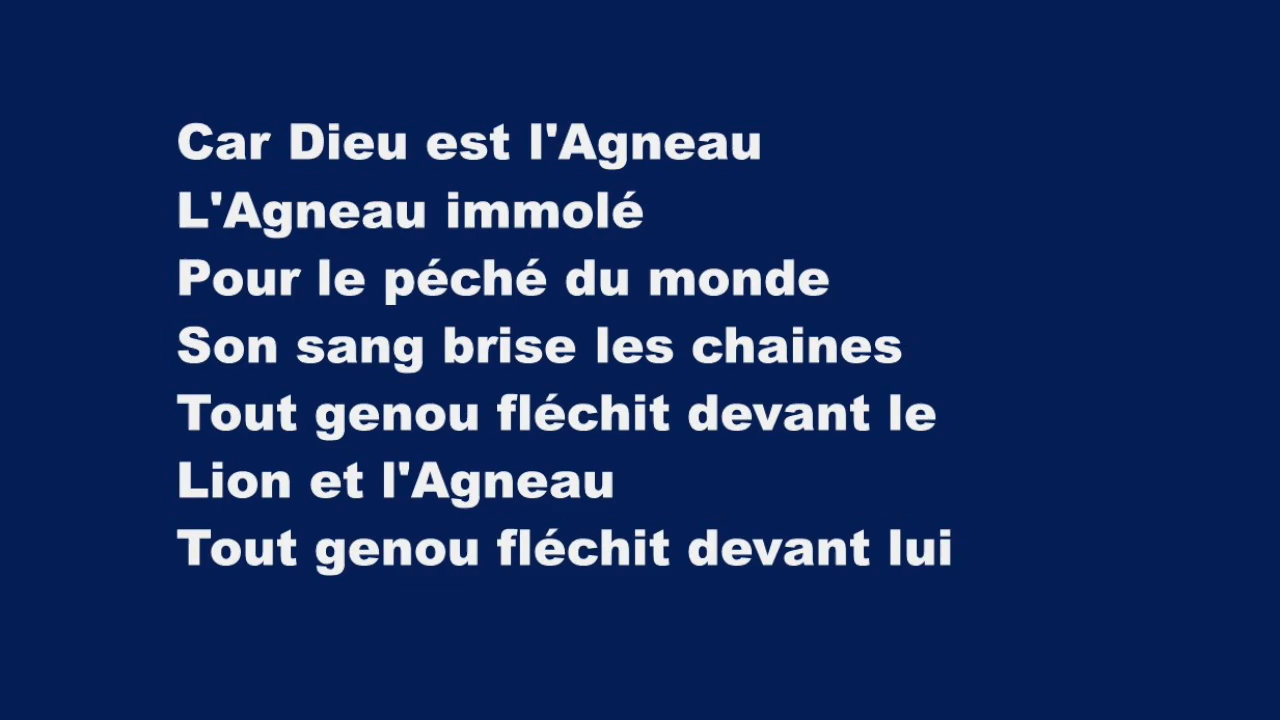 Car Dieu est l'Agneau
L'Agneau immolé
Pour le péché du monde
Son sang brise les chaines
Tout genou fléchit devant le
Lion et l'Agneau
Tout genou fléchit devant lui